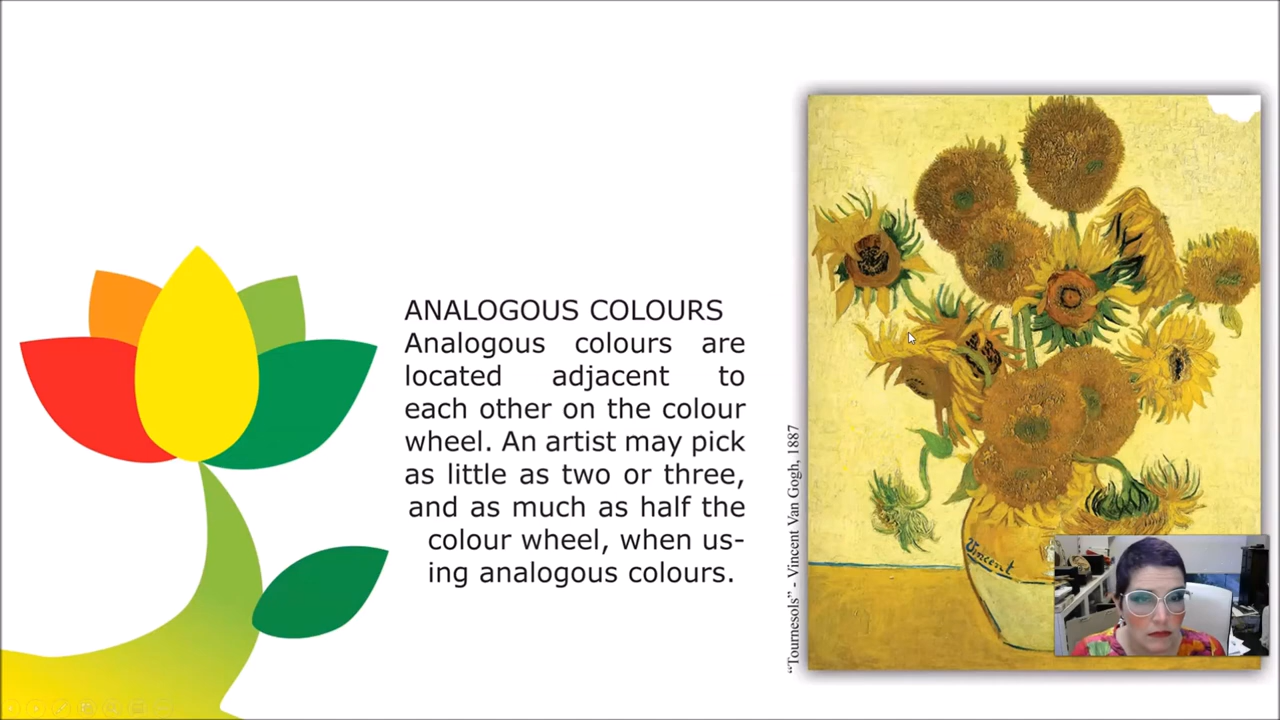 ANALOGOUS COLOURS
Analogous colours are
located adjacent to
each other on the colour
wheel. An artist may pick
as little as two or three,
and as much as half the
colour wheel, when us-
ing analogous colours.
“Tournesols” - Vincent Van Gogh, 1887
Vincent